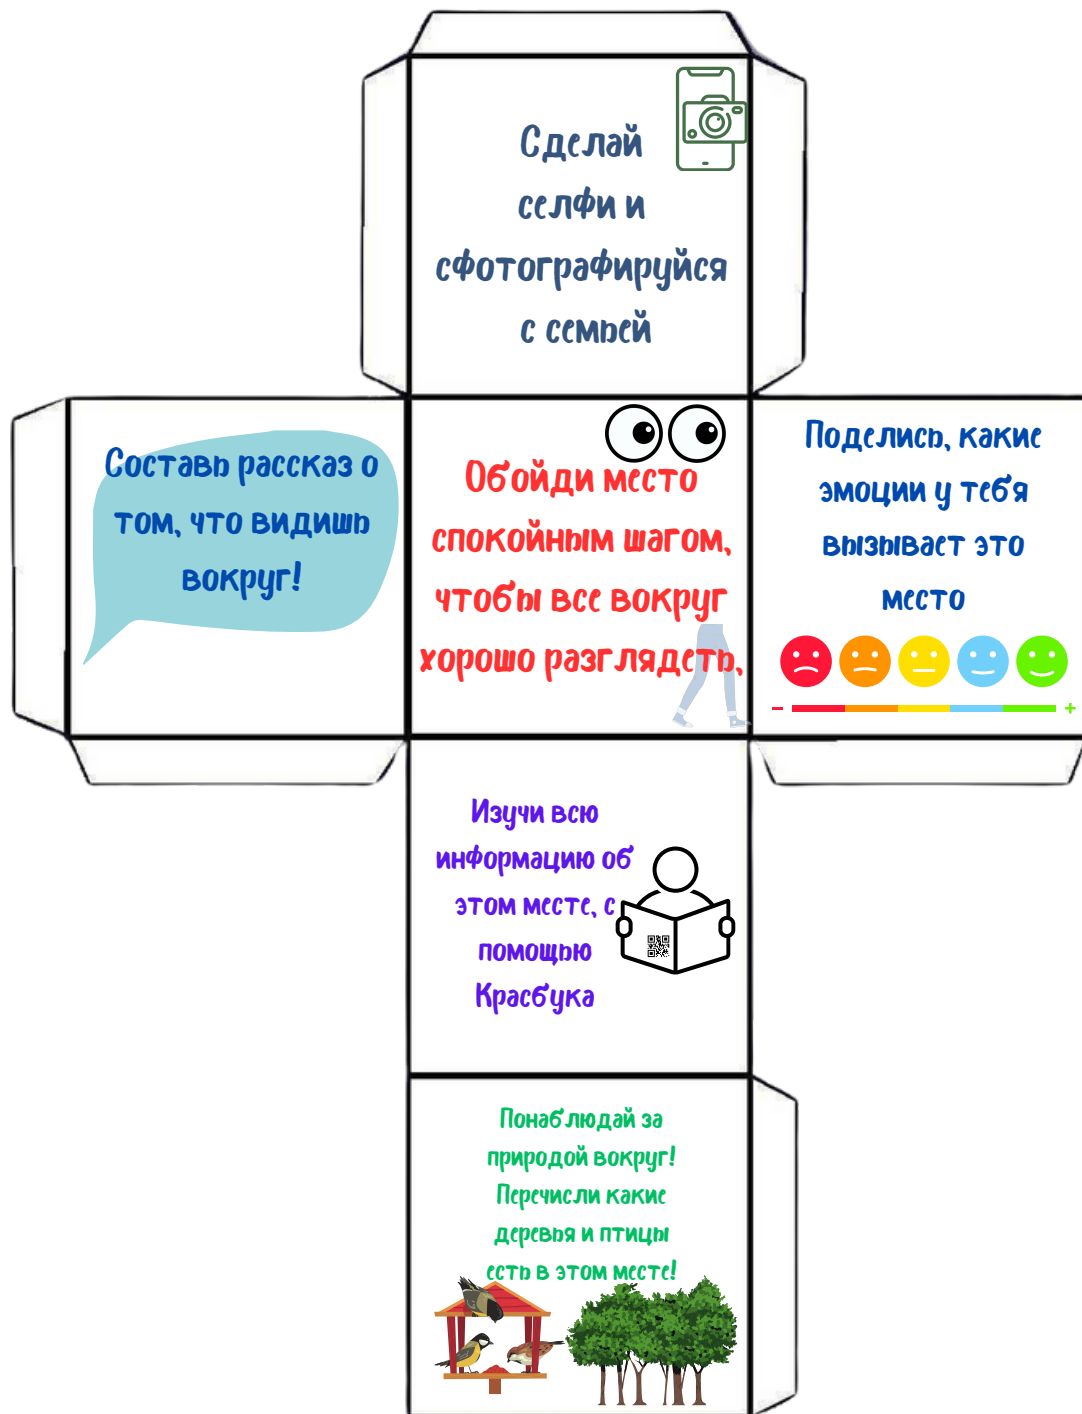 Сделай
селфи и
сфотографируйся
с семьей
Составь рассказ о
том, что видишь
вокруг!
Обойди место
спокойным шагом,
чтобы все вокруг
хорошо разглядеть.
Поделись, какие
эмоции у тебя
вызывает это
место
- +
Изучи всю
информацию об
этом месте, с
помощью
Красбука
Понаблюдай за
природой вокруг!
Перечисли какие
деревья и птицы
есть в этом месте!